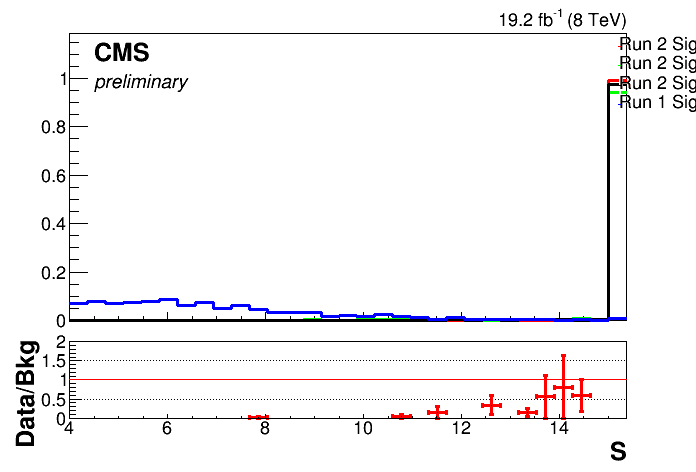 19.2 fb⁻¹ (8 TeV)
CMS
preliminary
Run 2 Sig
Run 2 Sig
Run 2 Sig
Run 1 Sig
1
0.8
0.6
0.4
0.2
0
Data/Bkg
2
1.5
1
0.5
0
4 6 8 10 12 14
S